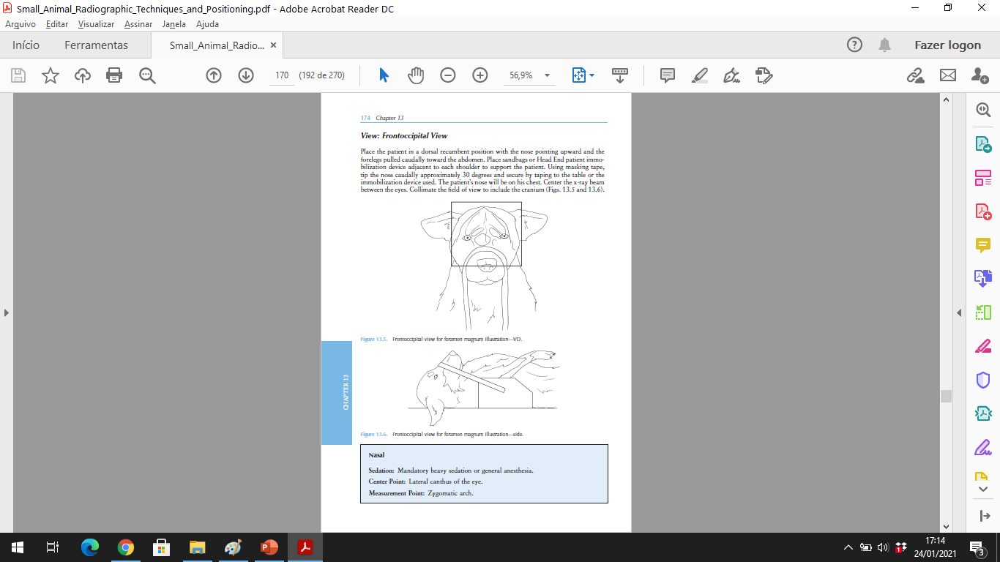 Small_Animal_Radiographic_Techniques_and_Positioning.pdf - Adobe Acrobat Reader DC
Arquivo Editar Visualizar Assinar Janela Ajuda
Início Ferramentas Small_Animal_Radio... × Fazer logon
170 (192 de 270) 56,9%
174 Chapter 13
View: Frontoccipital View
Place the patient in a dorsal recumbent position with the nose pointing upward and the
forelegs pulled caudally toward the abdomen. Place sandbags or Head End patient immo-
bilization device adjacent to each shoulder to support the patient. Using masking tape,
tip the nose caudally approximately 30 degrees and secure by taping to the table or the
immobilization device used. The patient's nose will be on his chest. Center the x-ray beam
between the eyes. Collimate the field of view to include the cranium (Figs. 13.5 and 13.6).
Figure 13.5. Frontoccipital view for foramen magnum illustration—VD.
CHAPTER 13
Figure 13.6. Frontoccipital view for foramen magnum illustration—side.
Nasal
Sedation: Mandatory heavy sedation or general anesthesia.
Center Point: Lateral canthus of the eye.
Measurement Point: Zygomatic arch.
17:14
24/01/2021
1
3